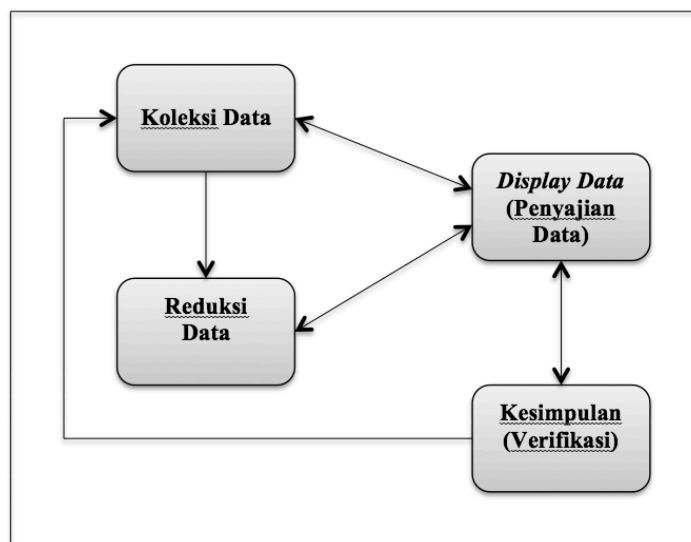 Koleksi Data
Display Data
(Penyajian
Data)
Reduksi
Data
Kesimpulan
(Verifikasi)